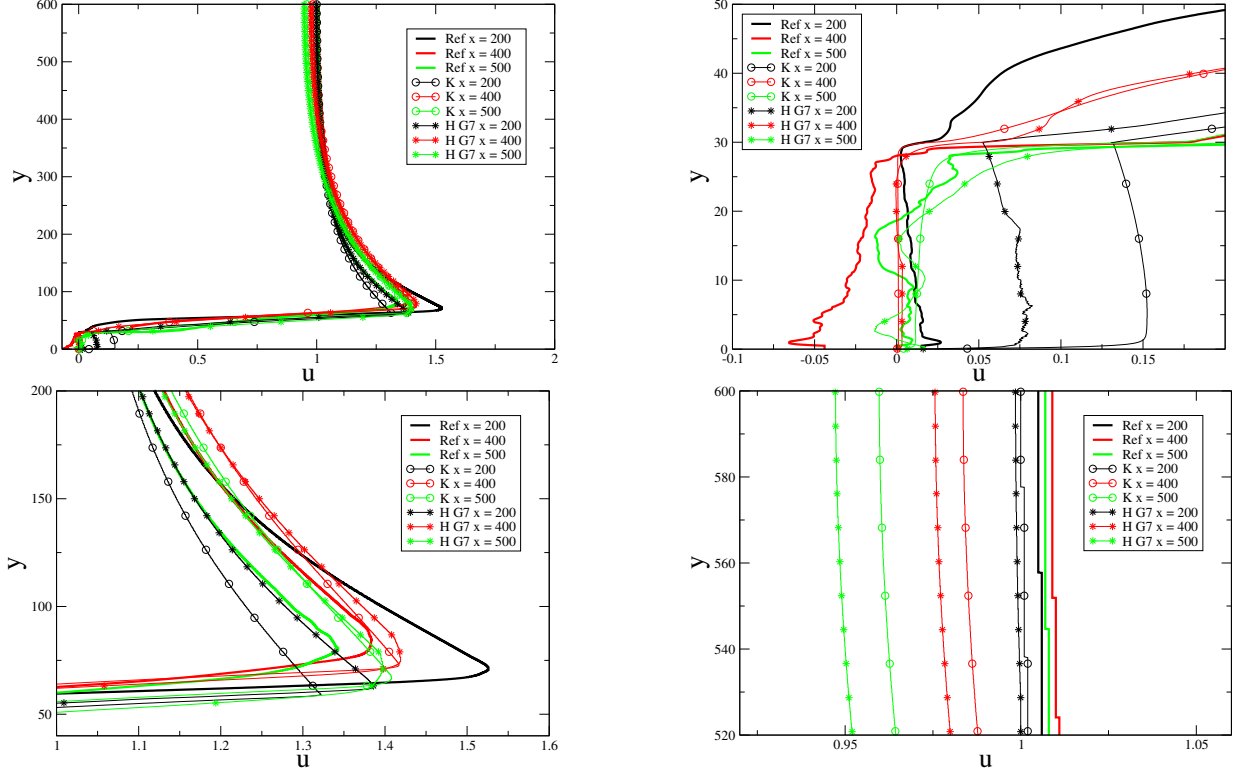 600
500
400
300
200
100
0
y
0
0.5
1
1.5
2
u
Ref x = 200
Ref x = 400
Ref x = 500
K x = 200
K x = 400
K x = 500
H G7 x = 200
H G7 x = 400
H G7 x = 500
50
40
30
20
10
0
y
-0.1
-0.05
0
0.05
0.1
0.15
u
Ref x = 200
Ref x = 400
Ref x = 500
K x = 200
K x = 400
K x = 500
H G7 x = 200
H G7 x = 400
H G7 x = 500
200
150
100
50
y
1
1.1
1.2
1.3
1.4
1.5
1.6
u
Ref x = 200
Ref x = 400
Ref x = 500
K x = 200
K x = 400
K x = 500
H G7 x = 200
H G7 x = 400
H G7 x = 500
600
580
560
540
520
y
0.95
1
1.05
u
Ref x = 200
Ref x = 400
Ref x = 500
K x = 200
K x = 400
K x = 500
H G7 x = 200
H G7 x = 400
H G7 x = 500